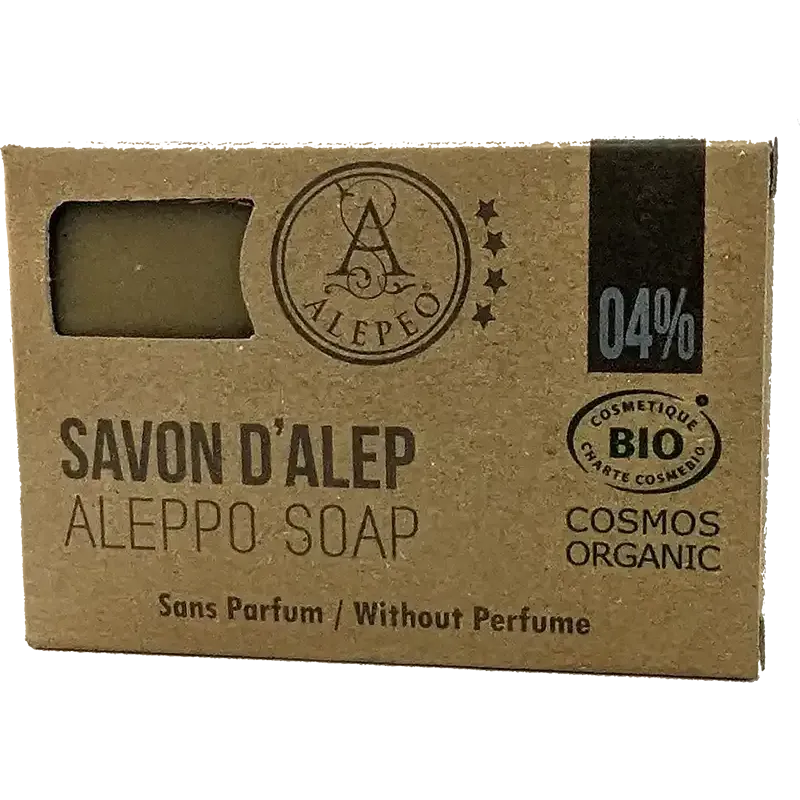 A
ALEPEO
04%
SAVON D'ALEP
ALEPPO SOAP
COSMETIQUE
BIO
CHARTE COSMEBIO
COSMOS
ORGANIC
Sans Parfum / Without Perfume